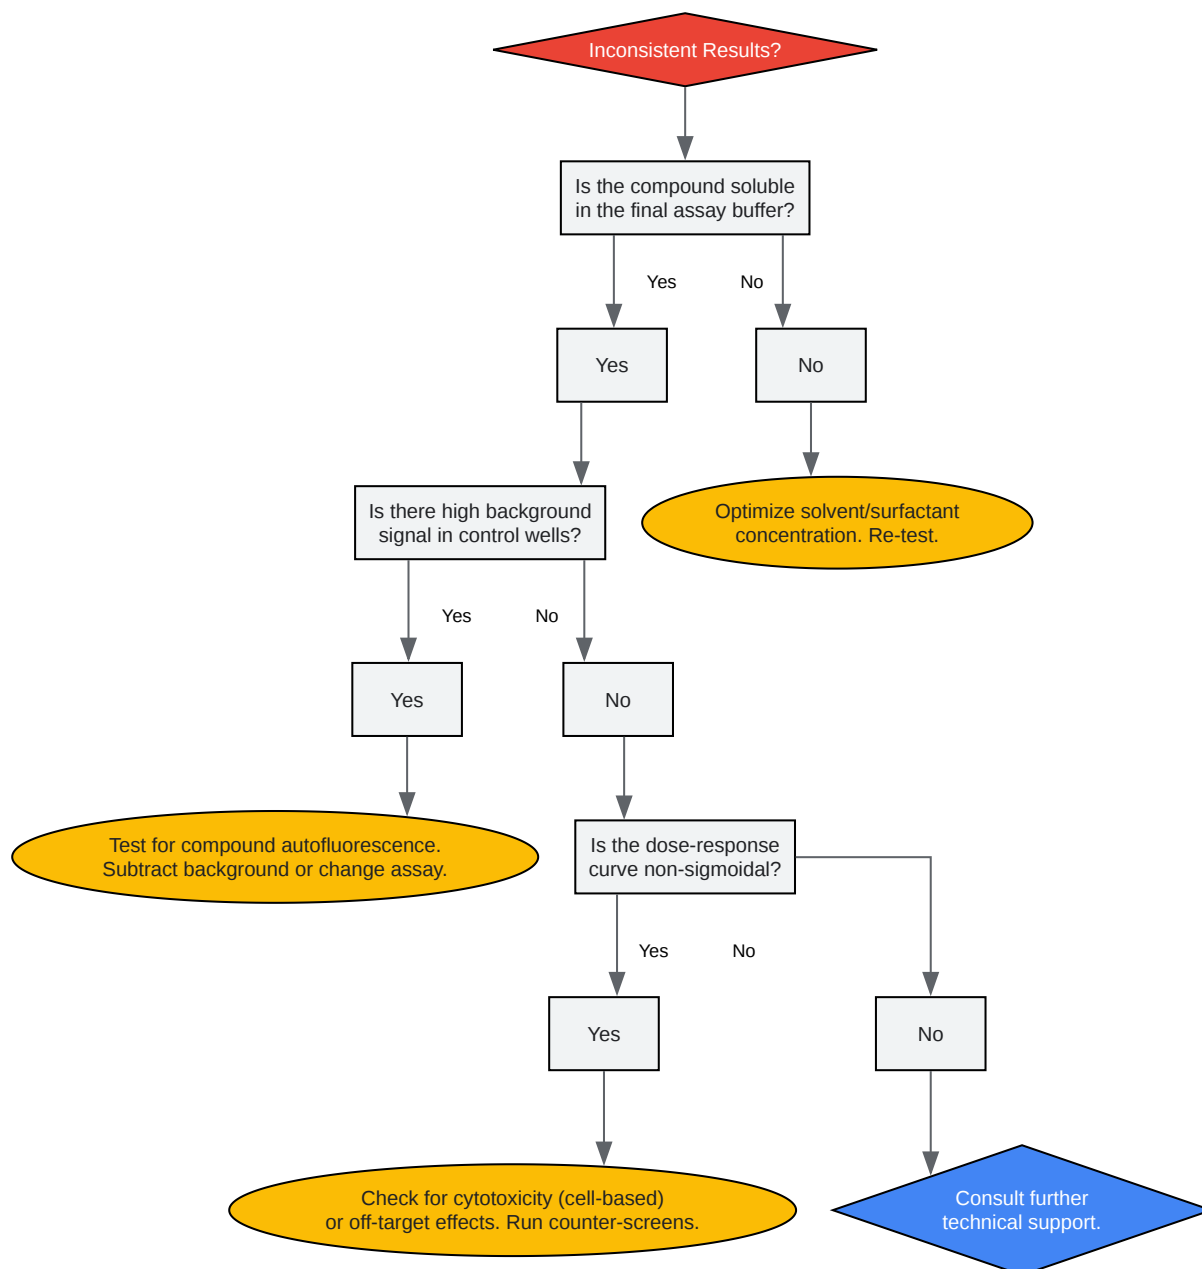 Inconsistent Results?
Is the compound soluble
in the final assay buffer?
Yes
No
Yes
No
Is there high background
signal in control wells?
Optimize solvent/surfactant
concentration. Re-test.
Yes
No
Yes
No
Test for compound autofluorescence.
Subtract background or change assay.
Is the dose-response
curve non-sigmoidal?
Yes
No
Yes
No
Check for cytotoxicity (cell-based)
or off-target effects. Run counter-screens.
Consult further
technical support.